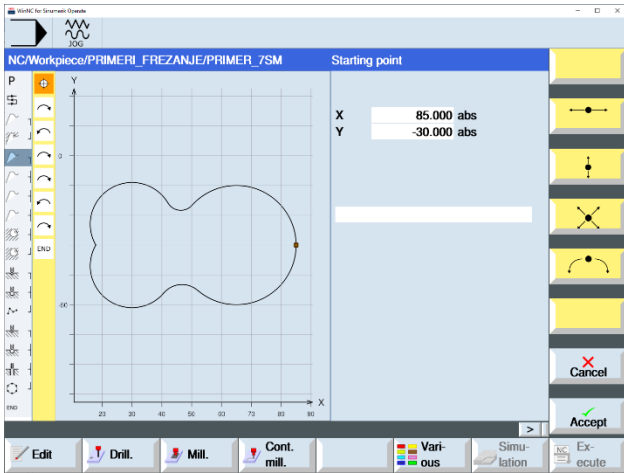 WinNC for Sinumerik Operate
JOG
NC/Workpiece/PRIMERI_FREZANJE/PRIMER_7SM
Starting point
P
END
END
Y
0
-50
20 30 40 50 60 70 80 90
X
X 85.000 abs
Y -30.000 abs
Cancel
Accept
>
Edit
Drill.
Mill.
Cont.
mill.
Vari-
ous
Simu-
lation
NC Ex-
ecute